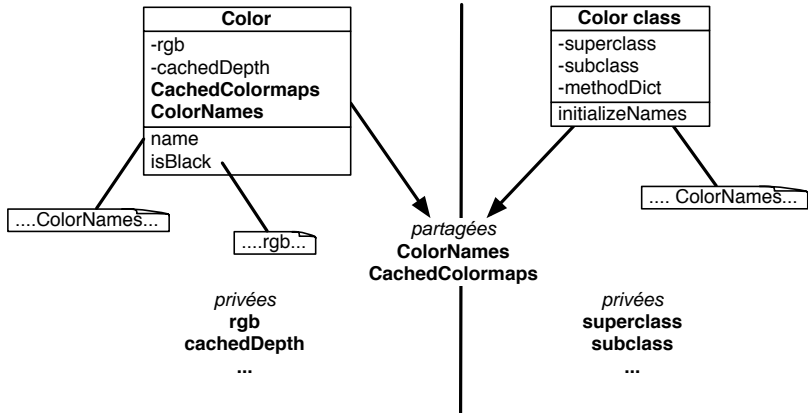 Color
-rgb
-cachedDepth
CachedColormaps
ColorNames
name
isBlack
....ColorNames...
....rgb...
privées
rgb
cachedDepth
...
partagées
ColorNames
CachedColormaps
Color class
-superclass
-subclass
-methodDict
initializeNames
.... ColorNames...
privées
superclass
subclass
...